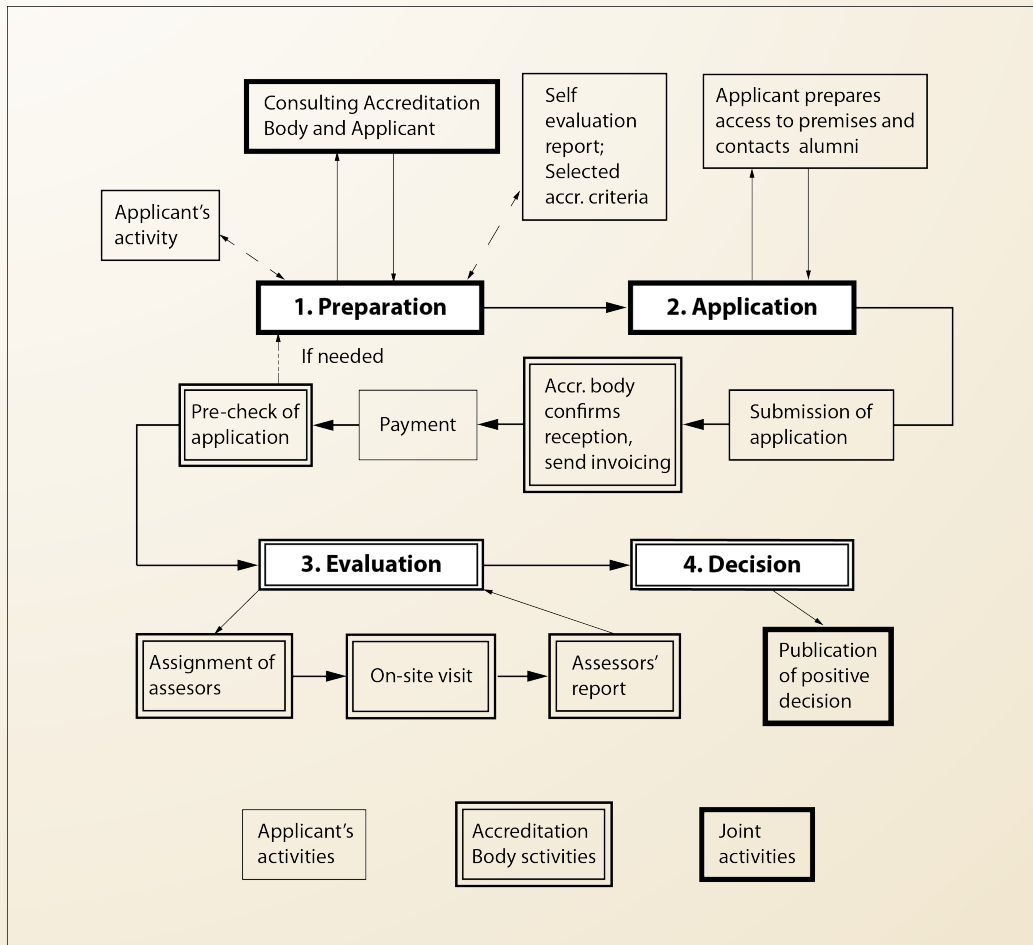 Consulting Accreditation
Body and Applicant
Self
evaluation
report;
Selected
accr. criteria
Applicant prepares
access to premises and
contacts alumni
Applicant's
activity
1. Preparation
2. Application
If needed
Pre-check of
application
Payment
Accr. body
confirms
reception,
send invoicing
Submission of
application
3. Evaluation
4. Decision
Assignment of
assesors
On-site visit
Assessors'
report
Publication
of positive
decision
Applicant's
activities
Accreditation
Body sctivities
Joint
activities